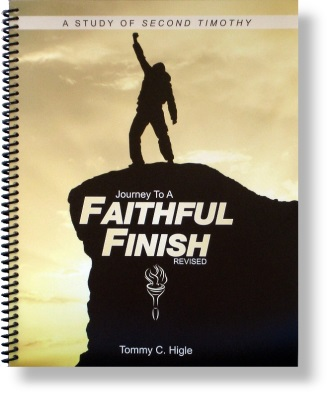 A STUDY OF SECOND TIMOTHY
Journey To A
FAITHFUL
FINISH
REVISED
Tommy C. Higle